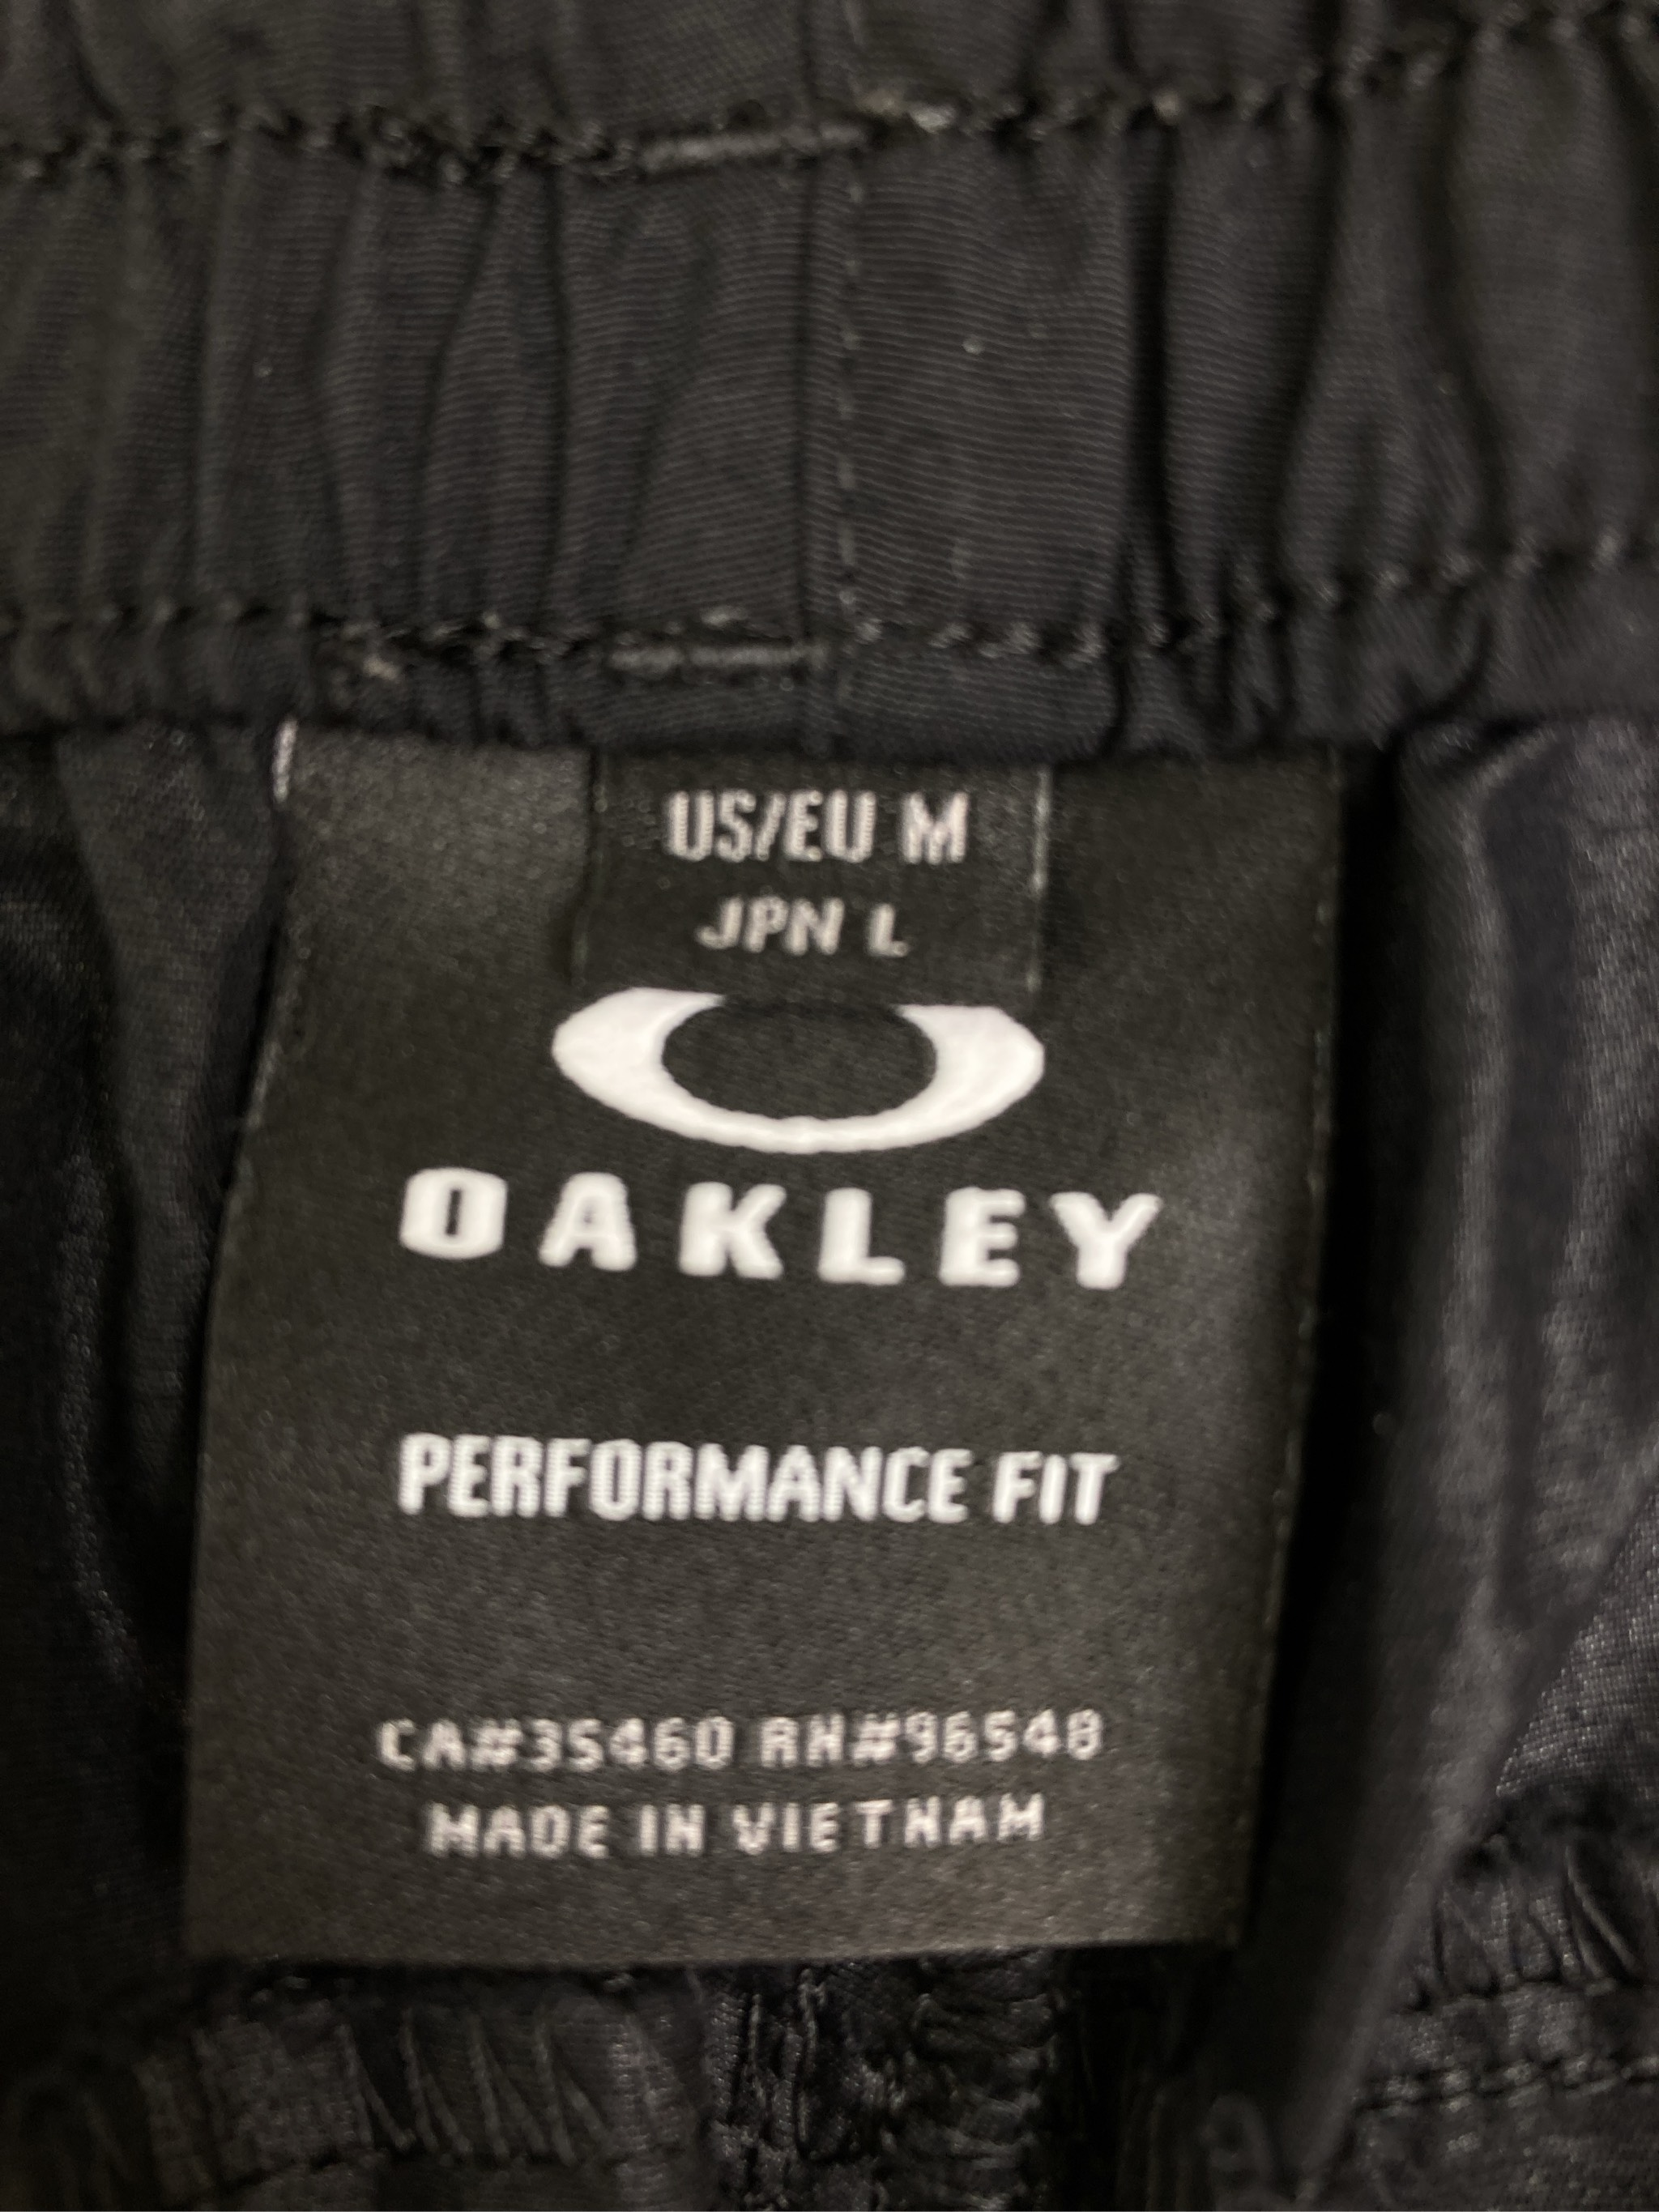 US/EU M
JPN L
OAKLEY
PERFORMANCE FIT
CA#35460 RN#96548
MADE IN VIETNAM